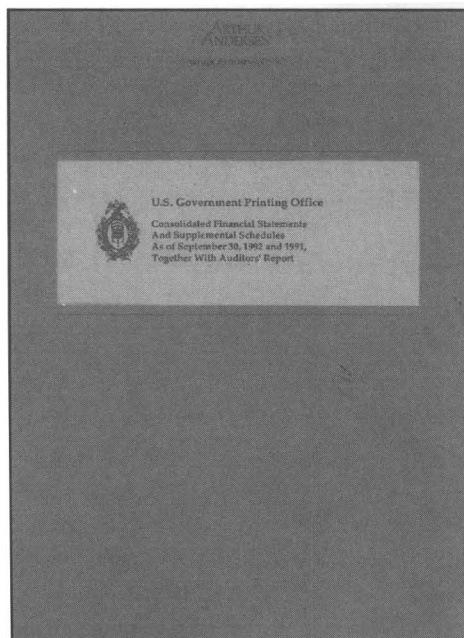 ARTHUR
ANDERSEN
U.S. Government Printing Office
Consolidated Financial Statements
And Supplemental Schedules
As of September 30, 1992 and 1991,
Together With Auditors' Report